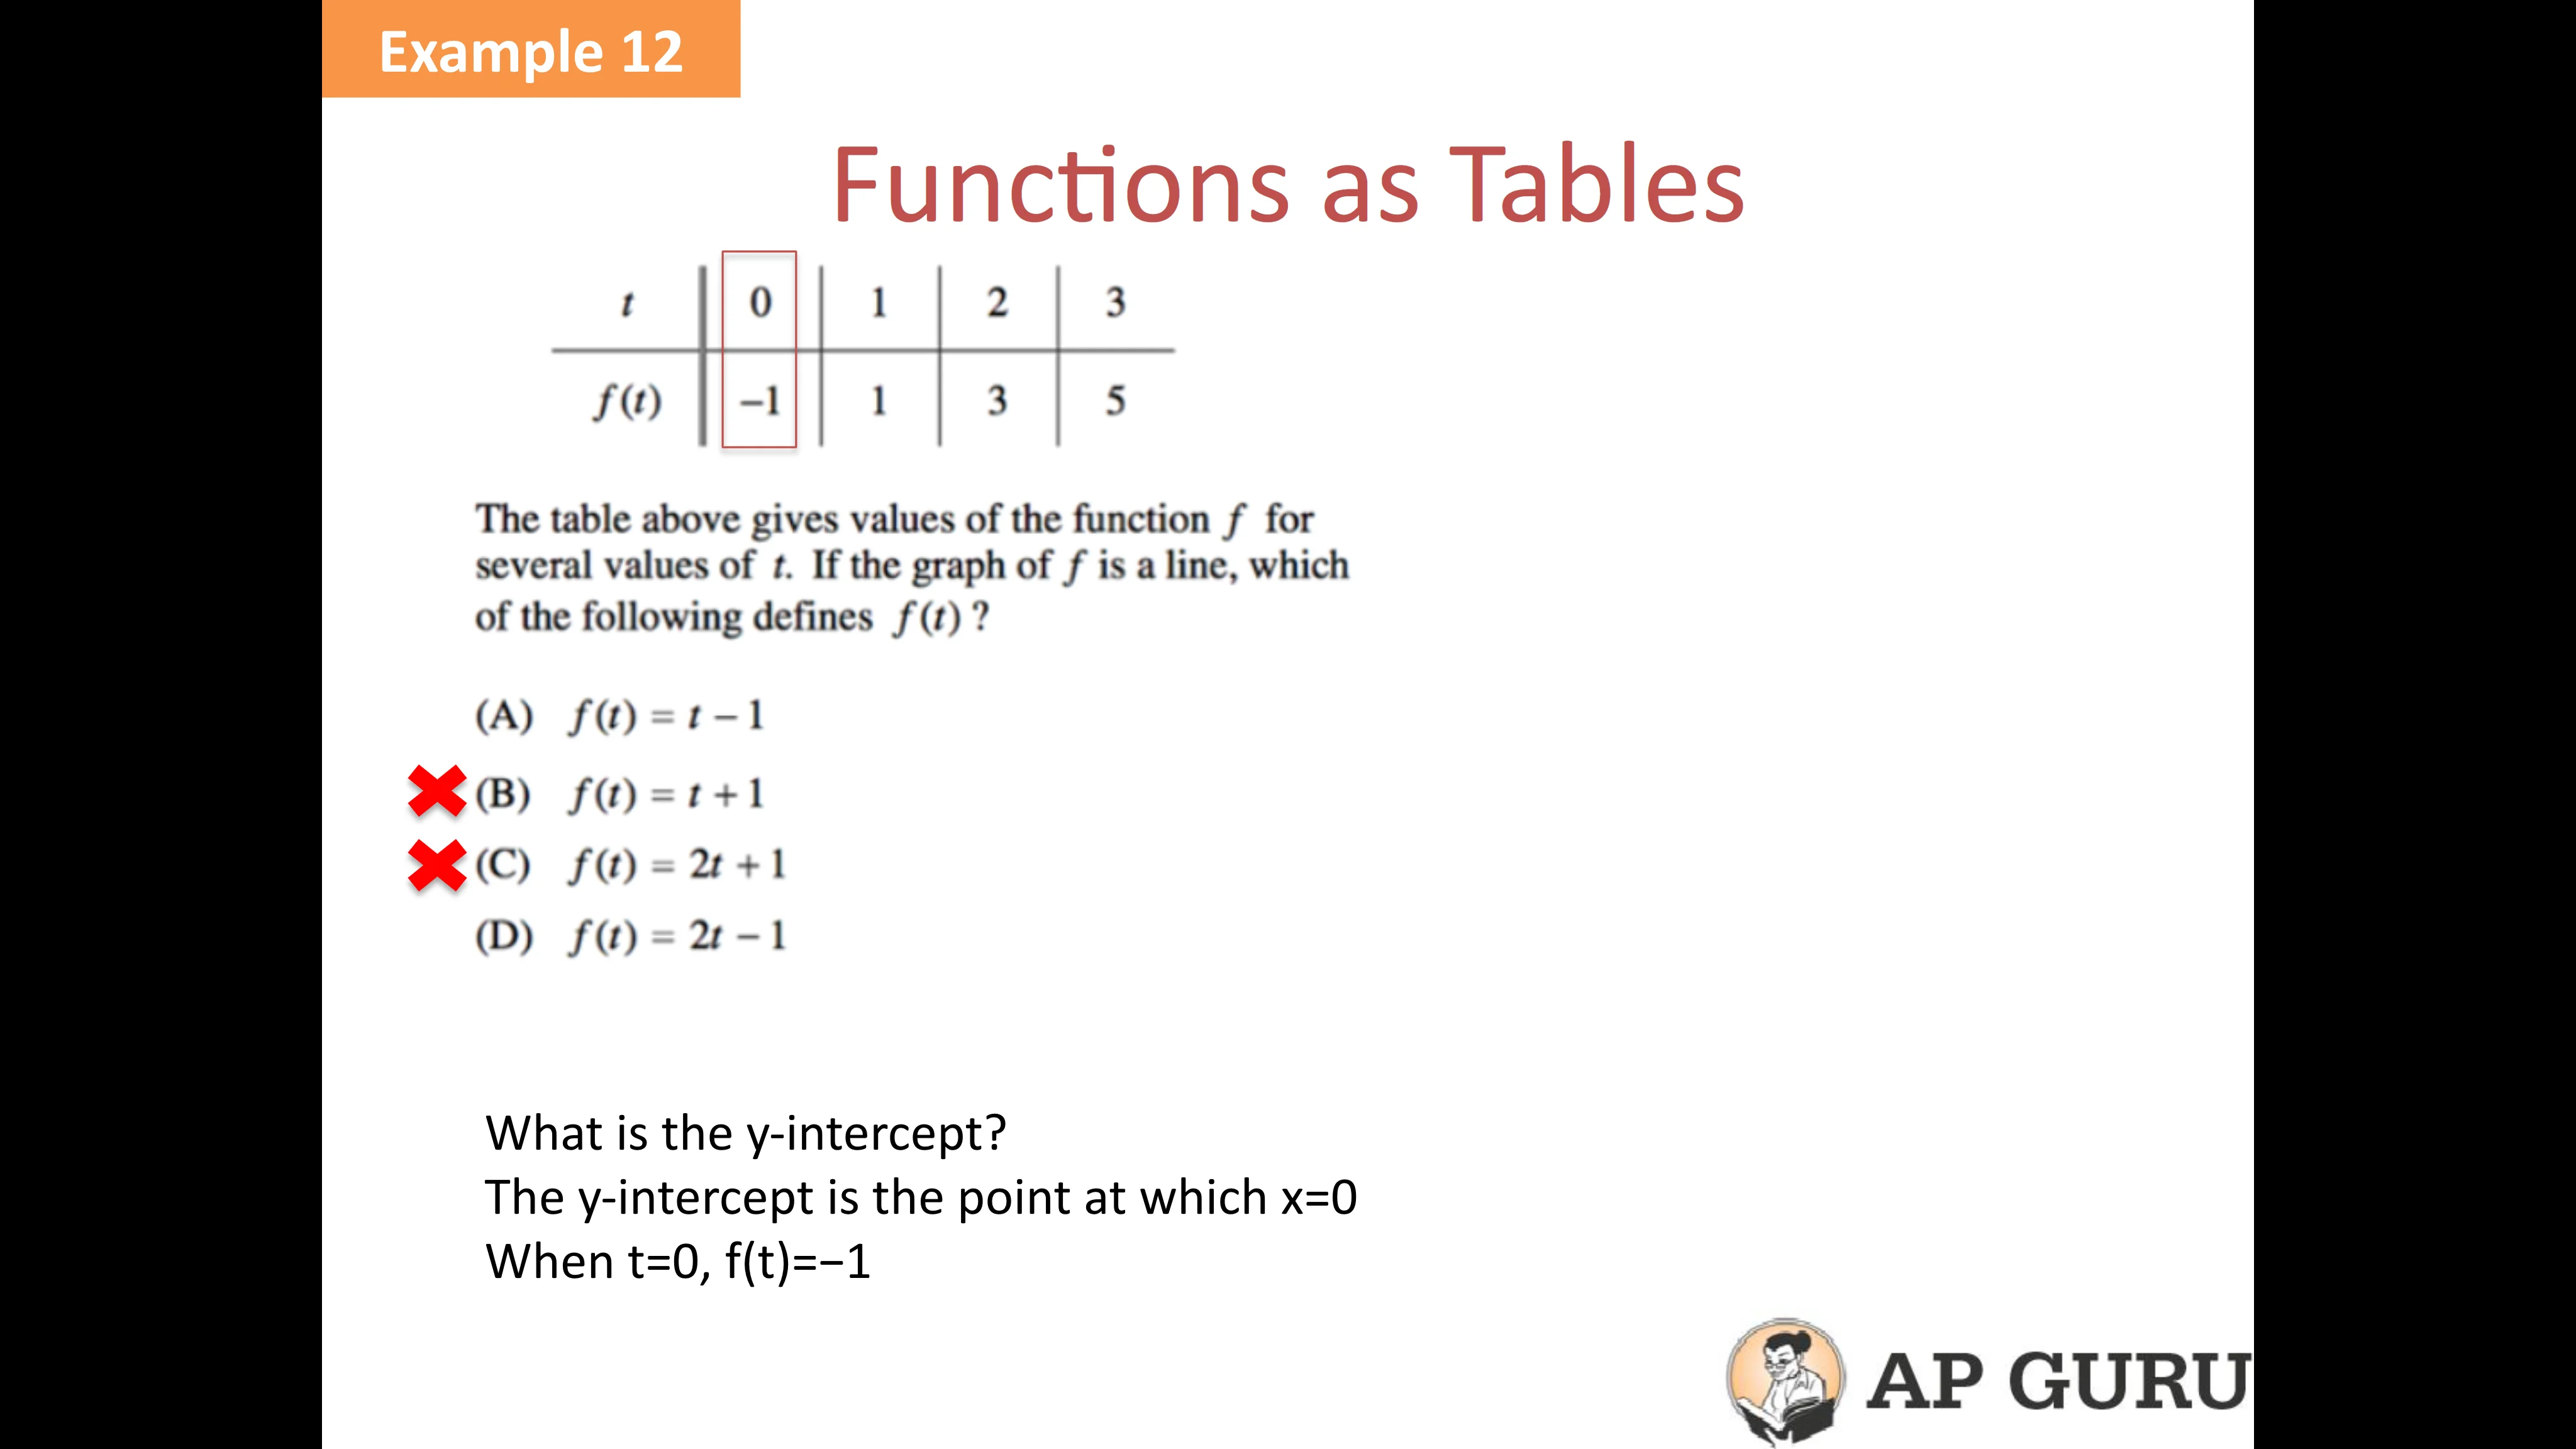 Example 12
Functions as Tables
t 0 1 2 3
f(t) −1 1 3 5
The table above gives values of the function f for
several values of t. If the graph of f is a line, which
of the following defines f(t) ?
(A) f(t) = t − 1
(B) f(t) = t + 1
(C) f(t) = 2t + 1
(D) f(t) = 2t − 1
What is the y-intercept?
The y-intercept is the point at which x=0
When t=0, f(t)=−1
AP GURU